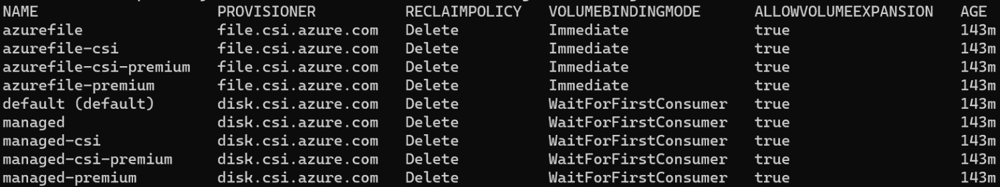 NAME PROVISIONER RECLAIMPOLICY VOLUMEBINDINGMODE ALLOWVOLUMEEXPANSION AGE
azurefile file.csi.azure.com Delete Immediate true 143m
azurefile-csi file.csi.azure.com Delete Immediate true 143m
azurefile-csi-premium file.csi.azure.com Delete Immediate true 143m
azurefile-premium file.csi.azure.com Delete Immediate true 143m
default (default) disk.csi.azure.com Delete WaitForFirstConsumer true 143m
managed disk.csi.azure.com Delete WaitForFirstConsumer true 143m
managed-csi disk.csi.azure.com Delete WaitForFirstConsumer true 143m
managed-csi-premium disk.csi.azure.com Delete WaitForFirstConsumer true 143m
managed-premium disk.csi.azure.com Delete WaitForFirstConsumer true 143m